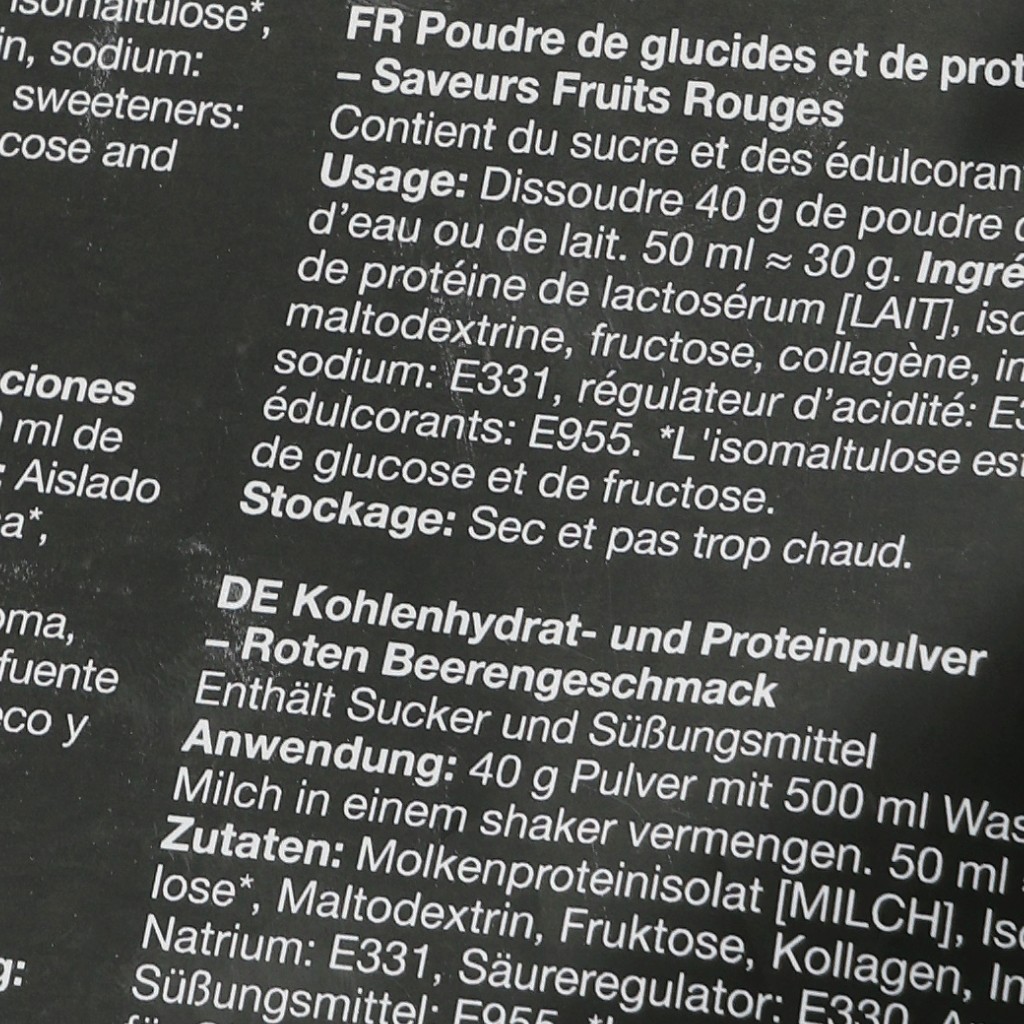 isomaltulose*,
in, sodium:
sweeteners:
cose and
ciones
ml de
: Aislado
a*,
oma,
fuente
eco y
g:
FR Poudre de glucides et de prot
– Saveurs Fruits Rouges
Contient du sucre et des édulcoran
Usage: Dissoudre 40 g de poudre
d'eau ou de lait. 50 ml ≈ 30 g. Ingré
de protéine de lactosérum [LAIT], iso
maltodextrine, fructose, collagène, in
sodium: E331, régulateur d'acidité: E3
édulcorants: E955. *L'isomaltulose est
de glucose et de fructose.
Stockage: Sec et pas trop chaud.
DE Kohlenhydrat- und Proteinpulver
– Roten Beerengeschmack
Enthält Sucker und Süßungsmittel
Anwendung: 40 g Pulver mit 500 ml Was
Milch in einem shaker vermengen. 50 ml
Zutaten: Molkenproteinisolat [MILCH], Iso
lose*, Maltodextrin, Fruktose, Kollagen, In
Natrium: E331, Säureregulator: E330,
Süßungsmittel: E955.